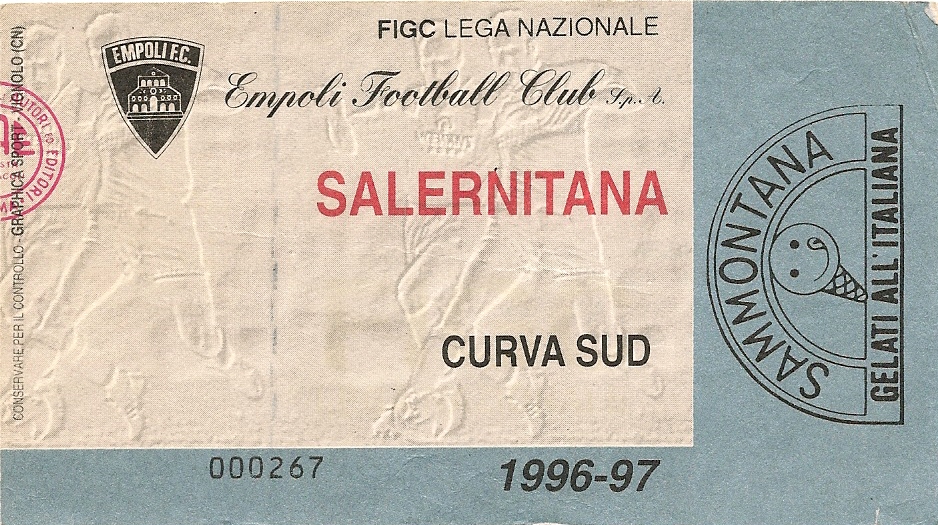 FIGC LEGA NAZIONALE
EMPOLI F.C.
Empoli Football Club S.p.A.
SALERNITANA
CURVA SUD
000267
1996-97
SAMMONTANA
GELATI ALL'ITALIANA
CONSERVARE PER IL CONTROLLO - GRAPHICA SPORT - VIGNOLO (CN)
EDITORI